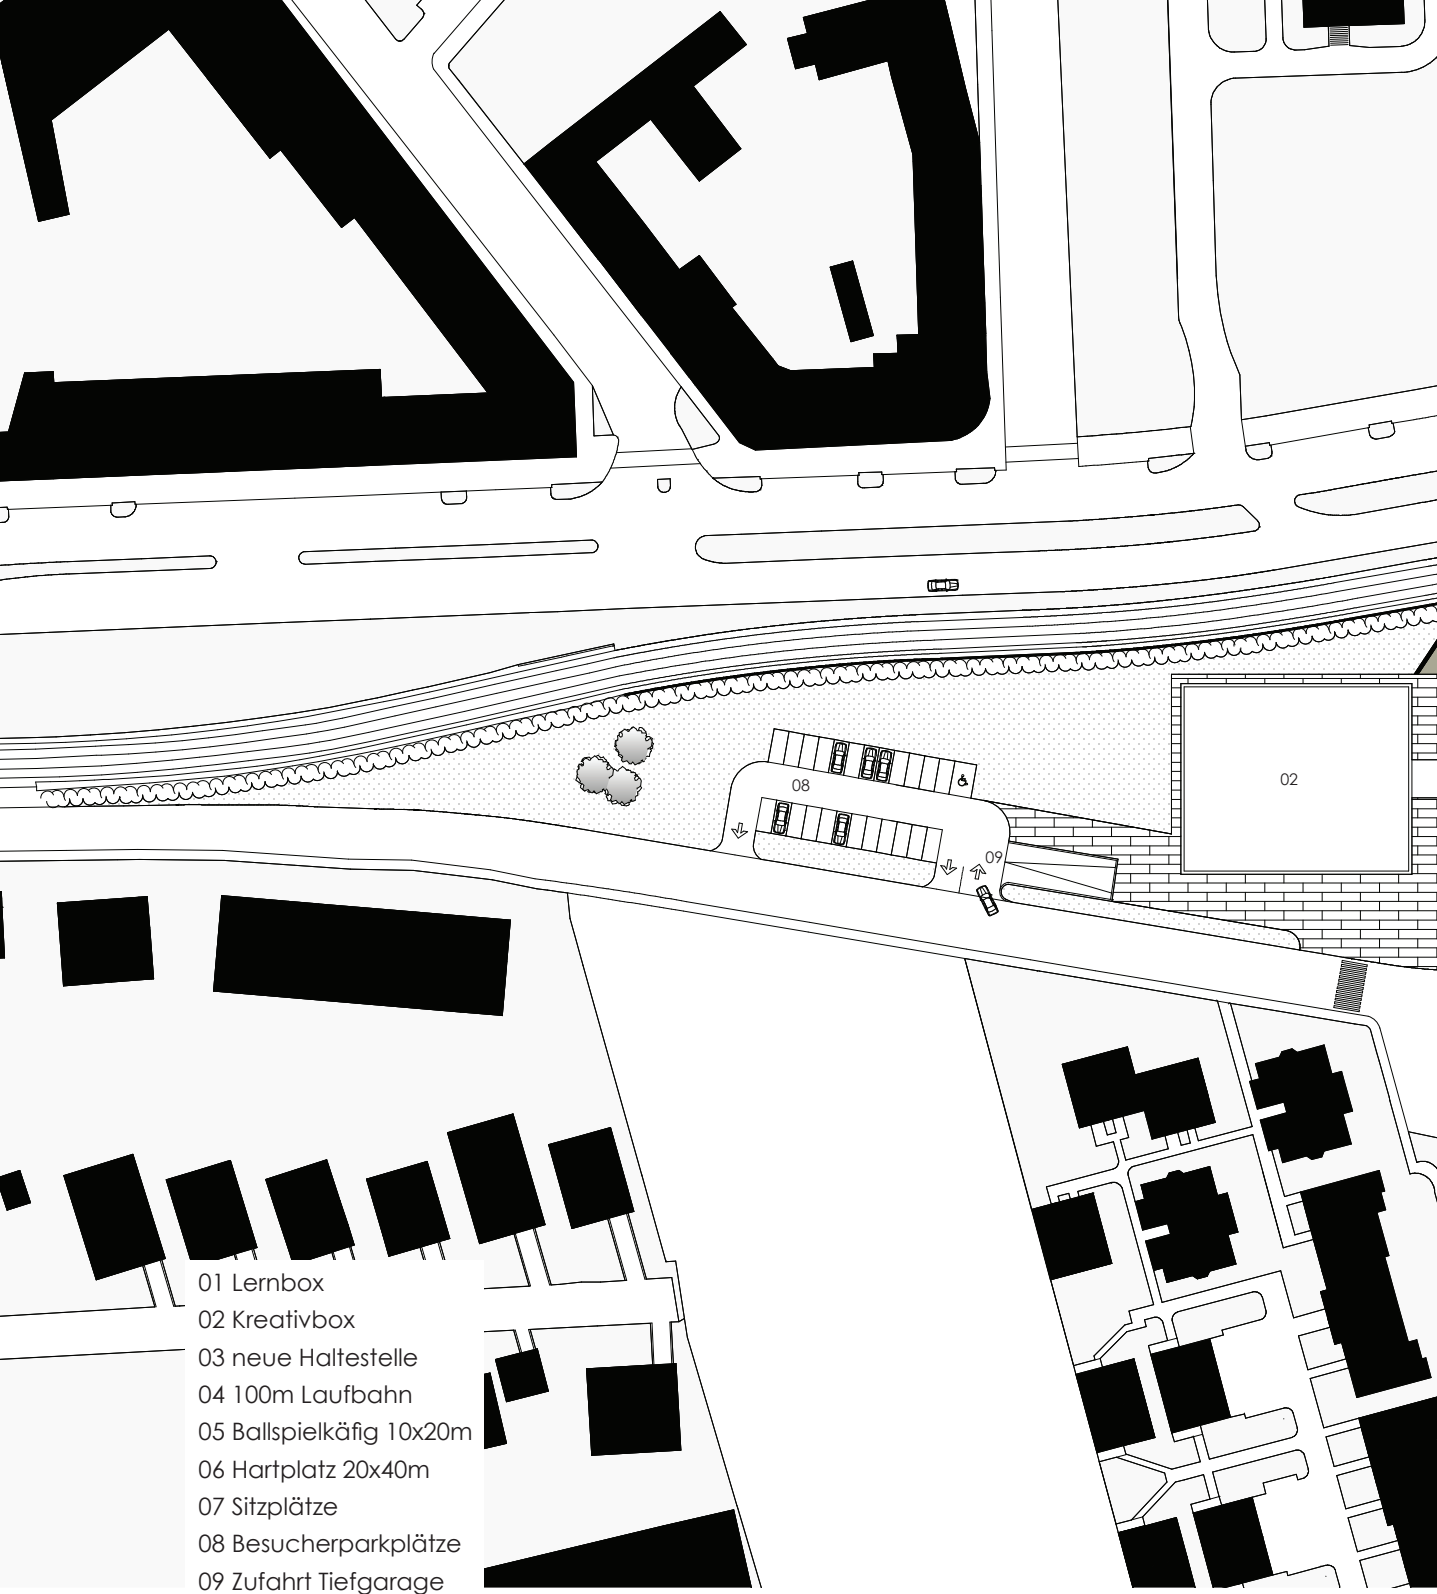 08
02
09
01 Lernbox
02 Kreativbox
03 neue Haltestelle
04 100m Laufbahn
05 Ballspielkäfig 10x20m
06 Hartplatz 20x40m
07 Sitzplätze
08 Besucherparkplätze
09 Zufahrt Tiefgarage